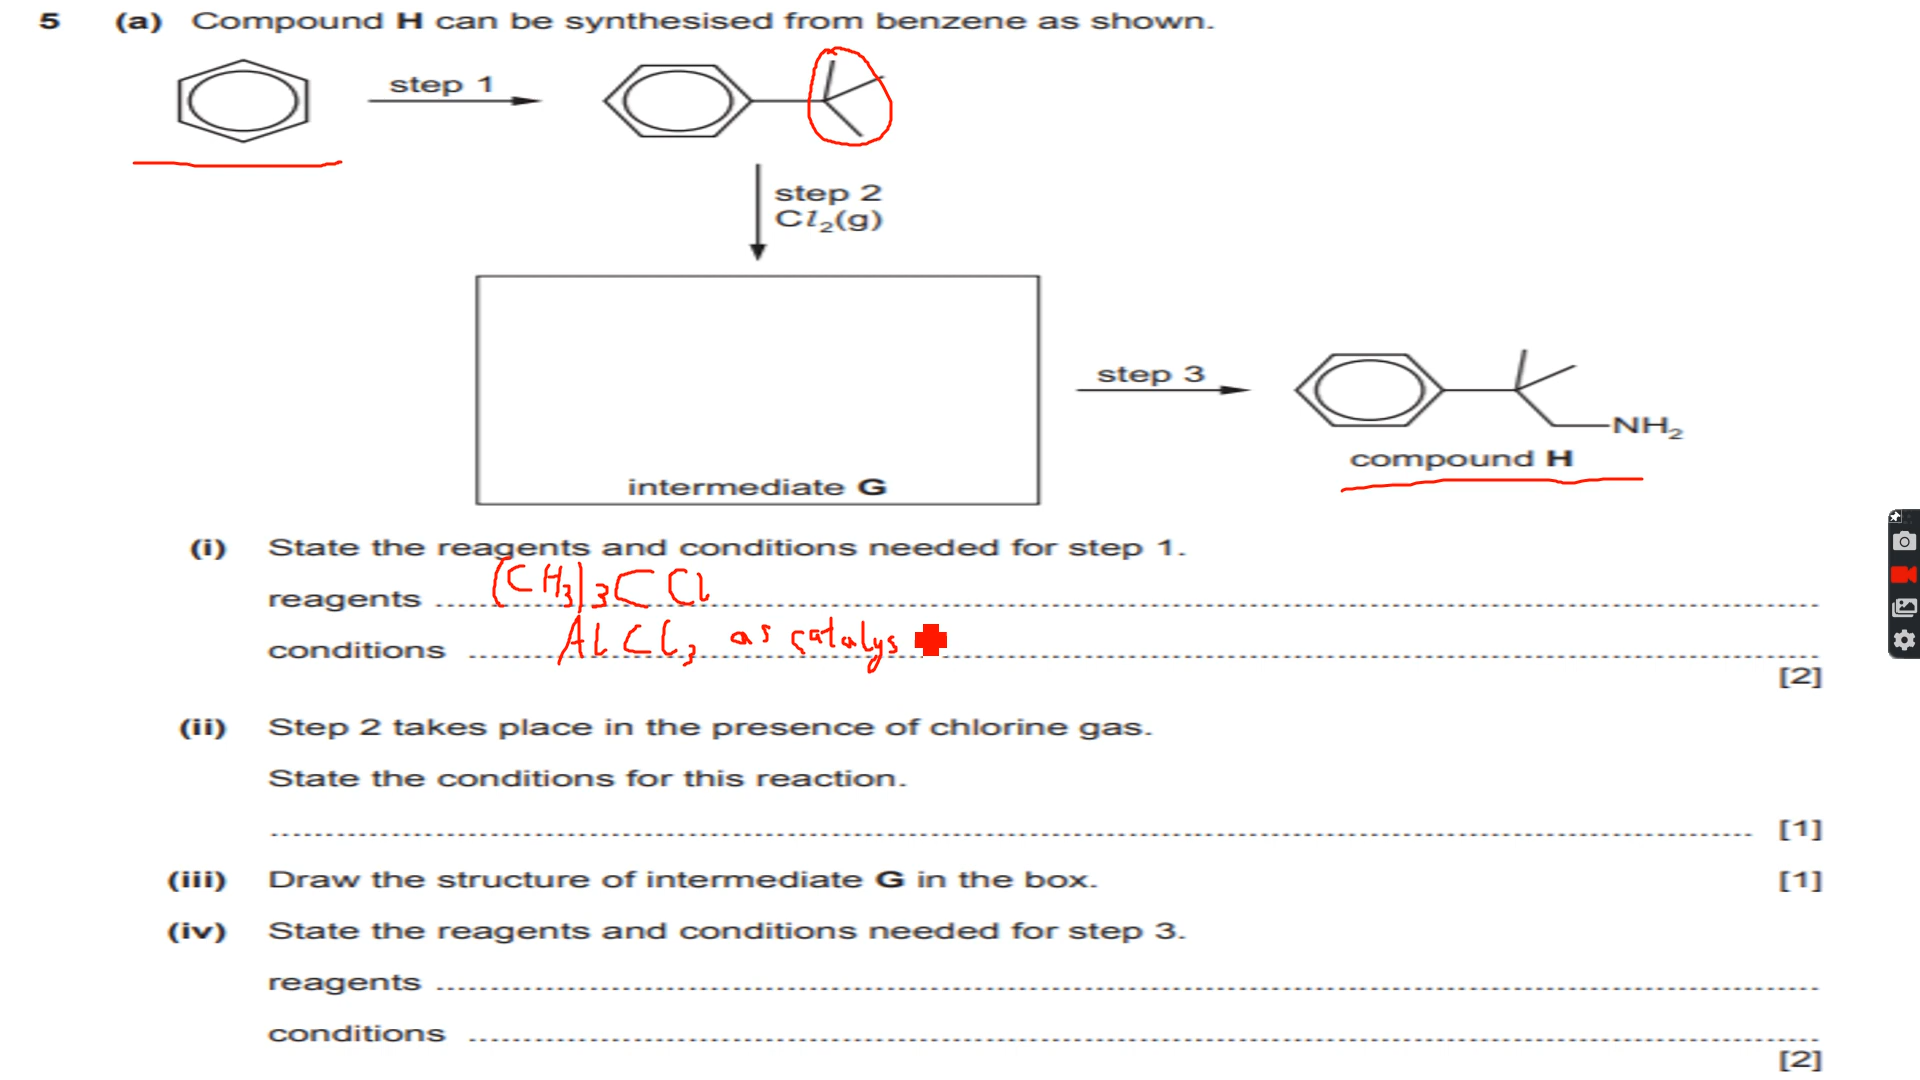 5 (a) Compound H can be synthesised from benzene as shown.
step 1
step 2
Cl₂(g)
step 3
NH₂
compound H
intermediate G
(i) State the reagents and conditions needed for step 1.
reagents (CH₃)₃CCl
conditions AlCl₃ as catalys
[2]
(ii) Step 2 takes place in the presence of chlorine gas.
State the conditions for this reaction.
[1]
(iii) Draw the structure of intermediate G in the box. [1]
(iv) State the reagents and conditions needed for step 3.
reagents
conditions
[2]